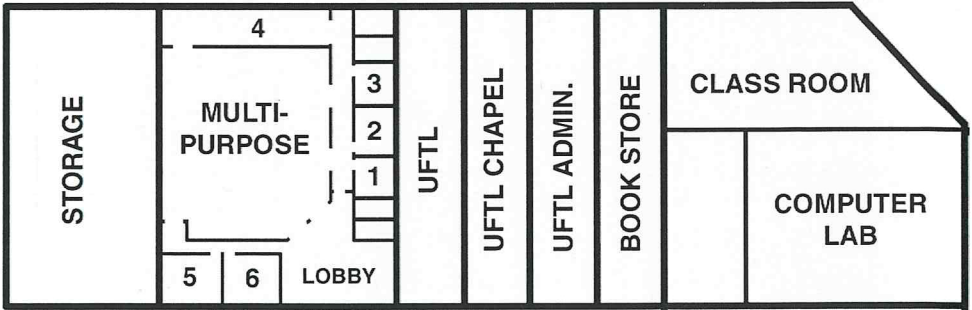 STORAGE
4
MULTI-
PURPOSE
3
2
1
5
6
LOBBY
UFTL
UFTL CHAPEL
UFTL ADMIN.
BOOK STORE
CLASS ROOM
COMPUTER
LAB